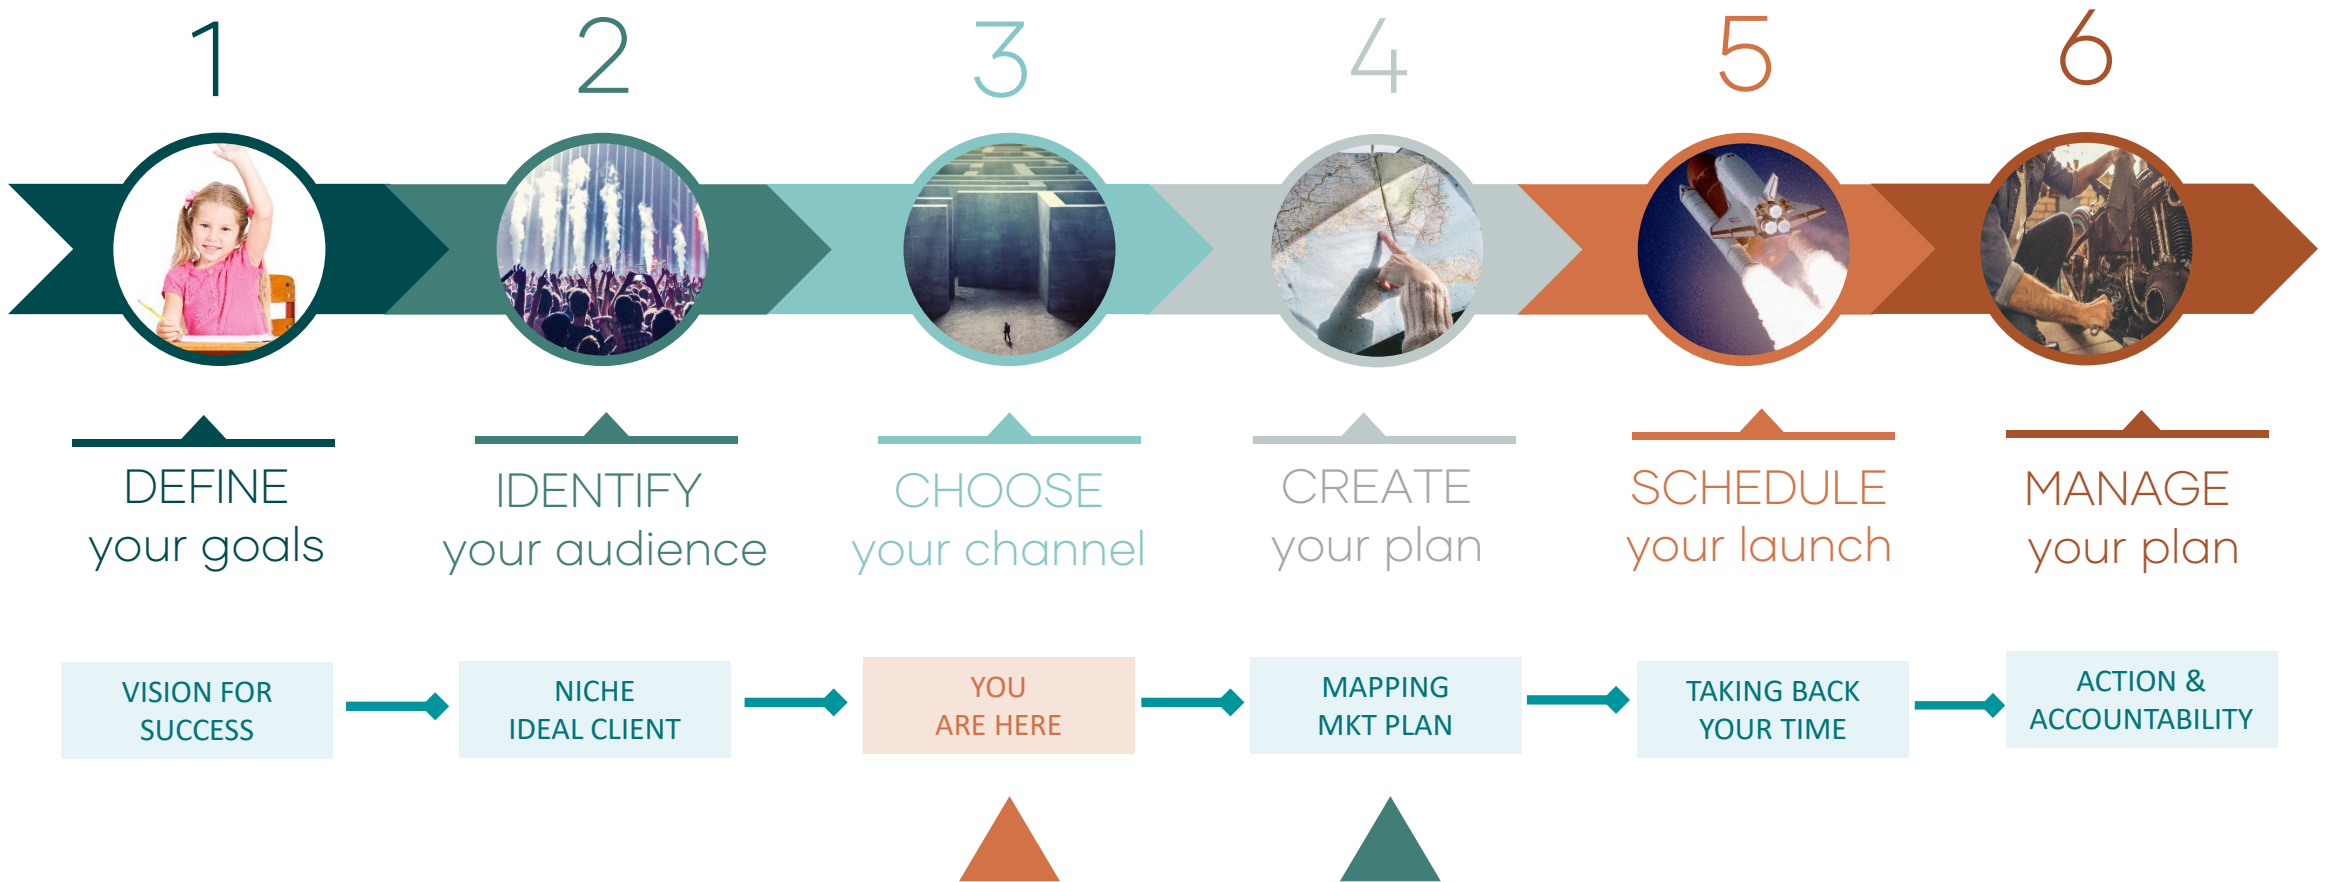 1
2
3
4
5
6
DEFINE
your goals
IDENTIFY
your audience
CHOOSE
your channel
CREATE
your plan
SCHEDULE
your launch
MANAGE
your plan
VISION FOR
SUCCESS
NICHE
IDEAL CLIENT
YOU
ARE HERE
MAPPING
MKT PLAN
TAKING BACK
YOUR TIME
ACTION &
ACCOUNTABILITY